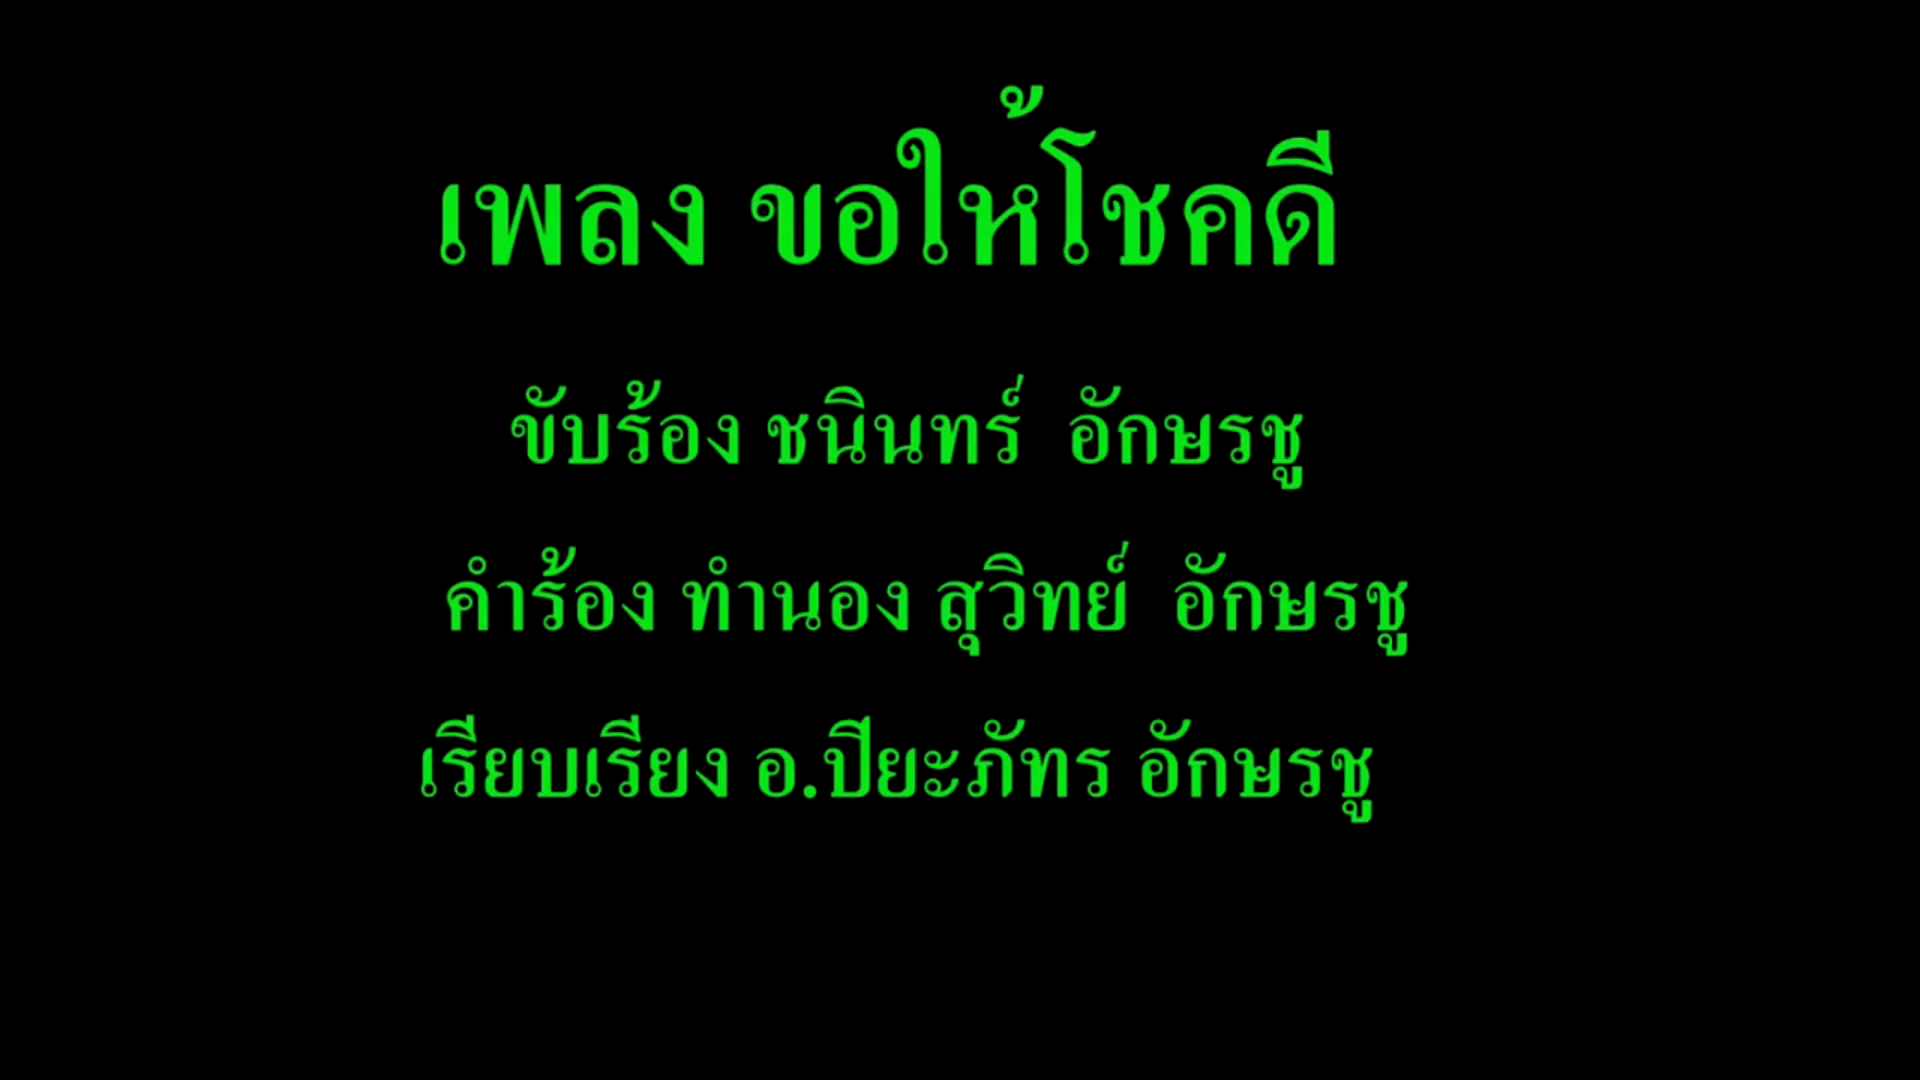 เพลง ขอให้โชคดี
ขับร้อง ชนินทร์ อักษรชู
คำร้อง ทำนอง สุวิทย์ อักษรชู
เรียบเรียง อ.ปียะภัทร อักษรชู